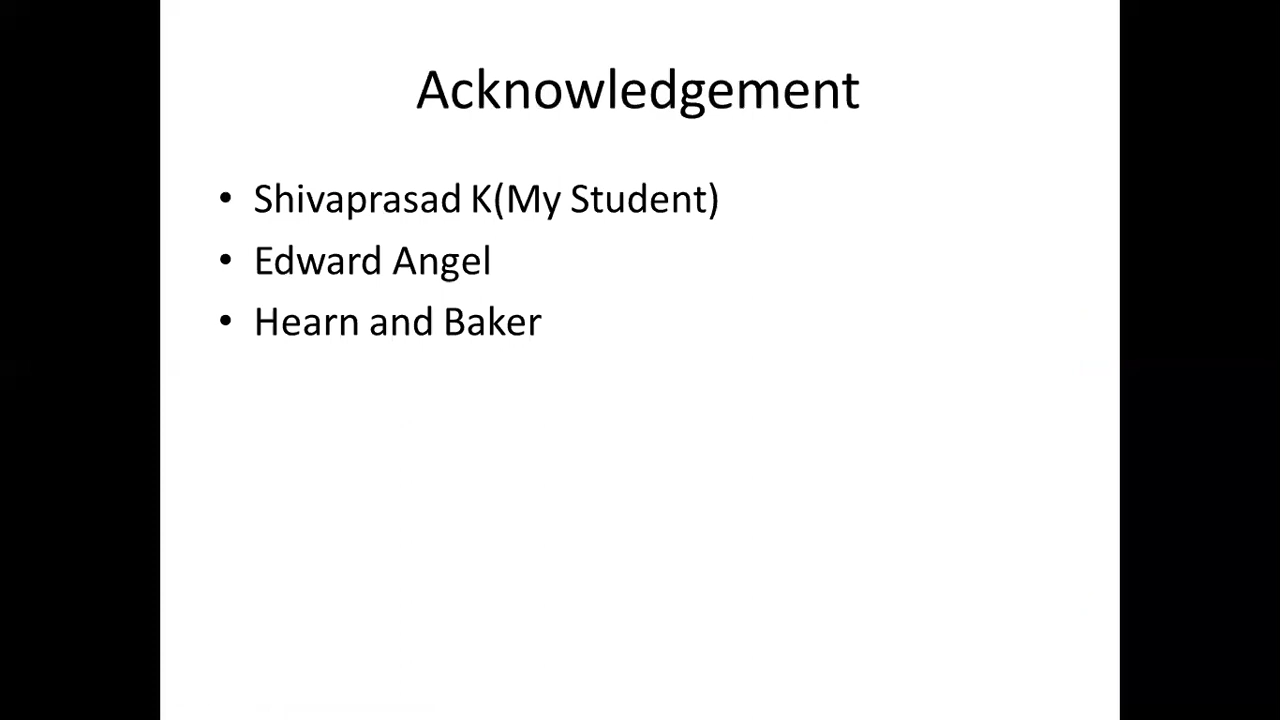 Acknowledgement
• Shivaprasad K(My Student)
• Edward Angel
• Hearn and Baker